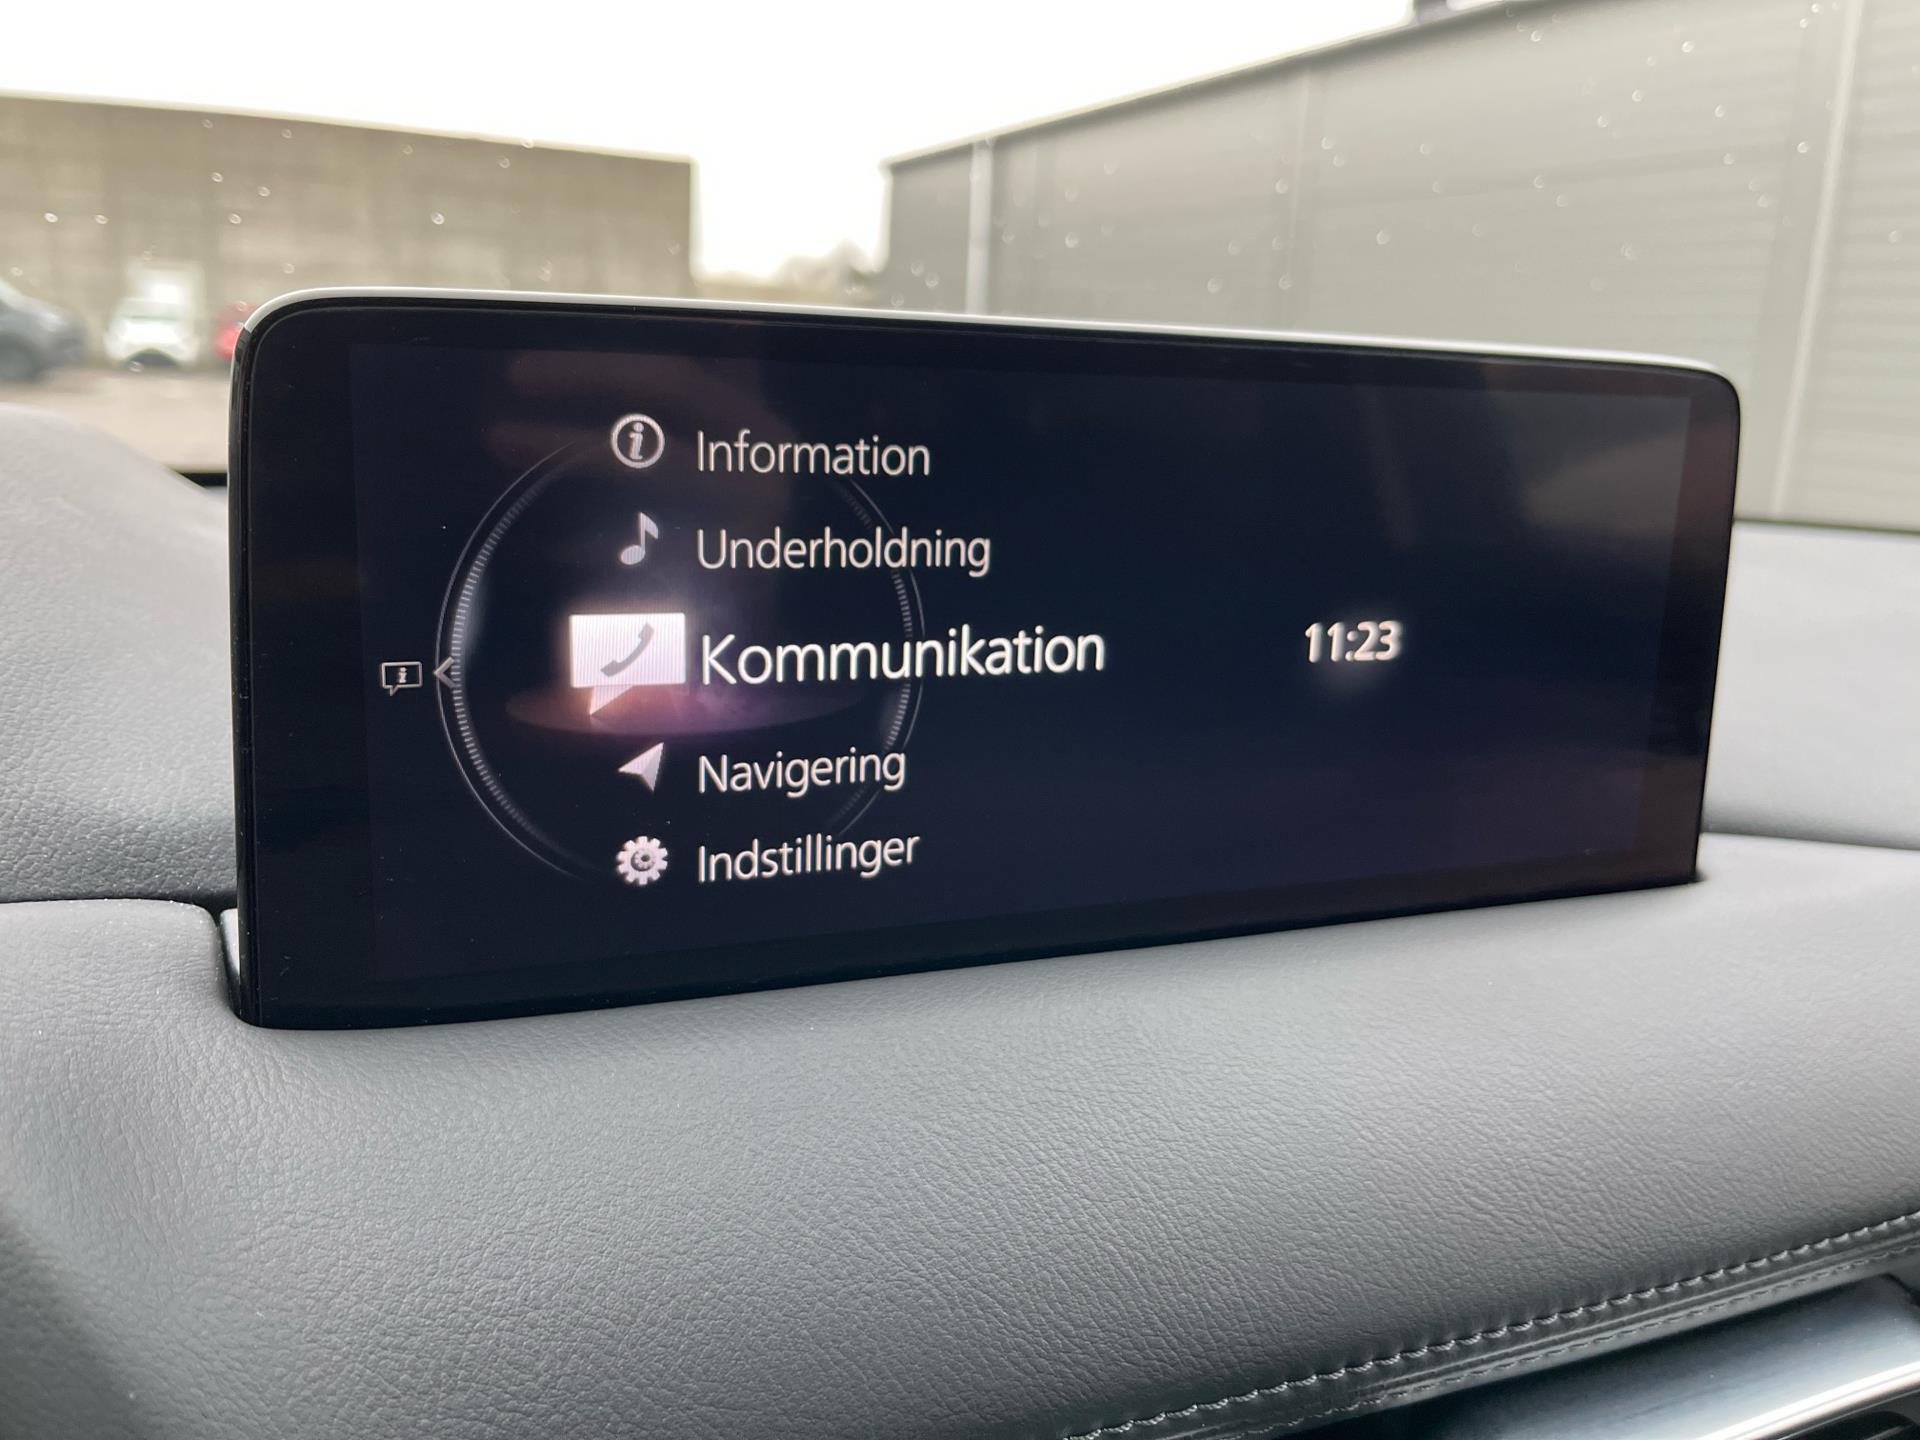 Information
Underholdning
Kommunikation
11:23
Navigering
Indstillinger